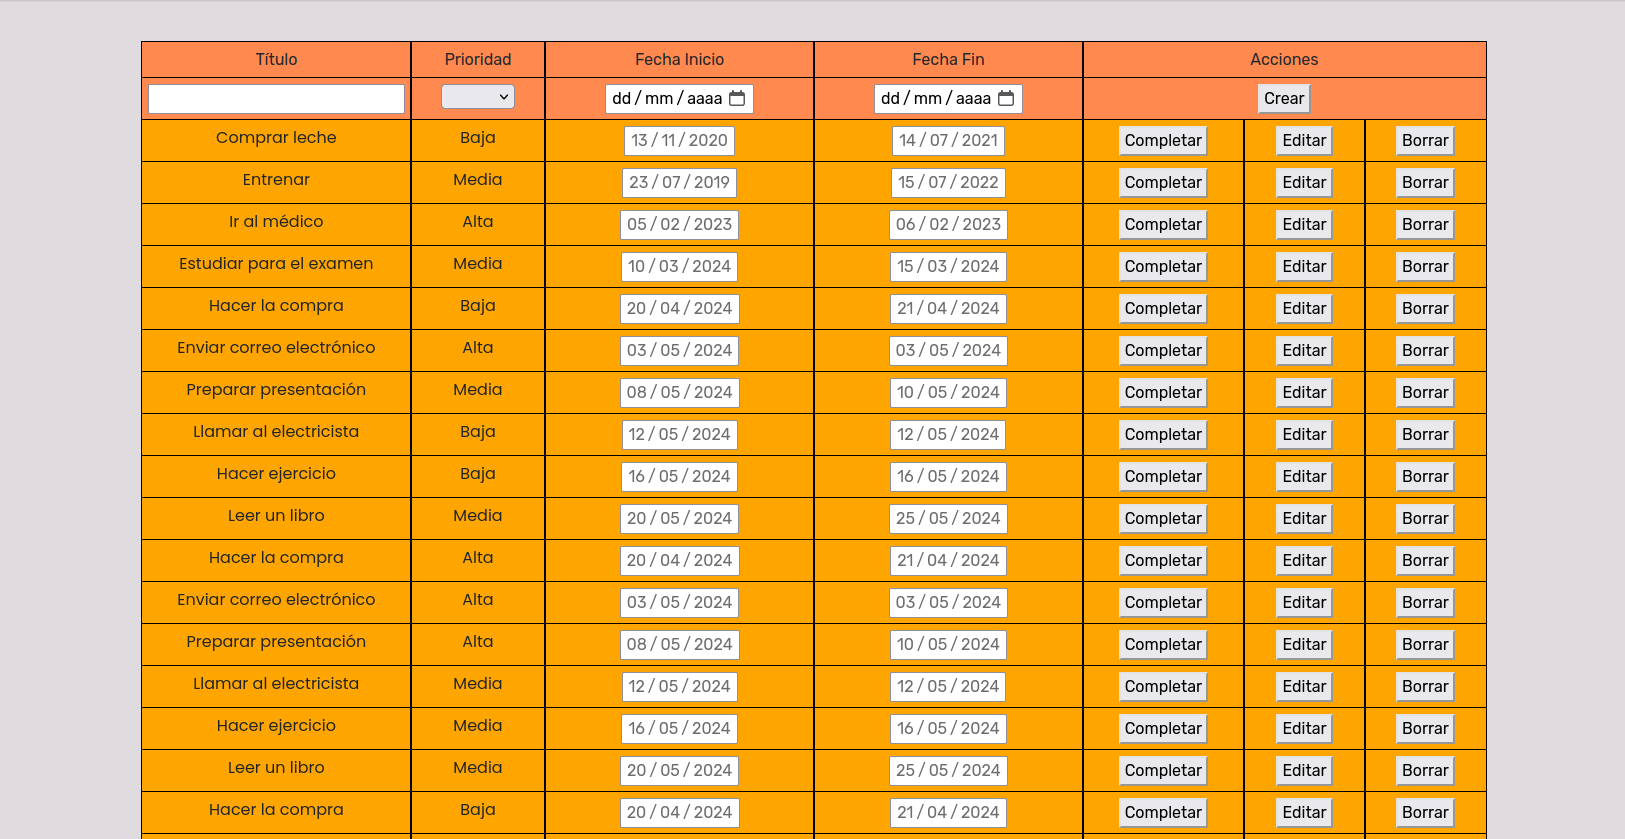 Título Prioridad Fecha Inicio Fecha Fin Acciones
dd / mm / aaaa dd / mm / aaaa Crear
Comprar leche Baja 13 / 11 / 2020 14 / 07 / 2021 Completar Editar Borrar
Entrenar Media 23 / 07 / 2019 15 / 07 / 2022 Completar Editar Borrar
Ir al médico Alta 05 / 02 / 2023 06 / 02 / 2023 Completar Editar Borrar
Estudiar para el examen Media 10 / 03 / 2024 15 / 03 / 2024 Completar Editar Borrar
Hacer la compra Baja 20 / 04 / 2024 21 / 04 / 2024 Completar Editar Borrar
Enviar correo electrónico Alta 03 / 05 / 2024 03 / 05 / 2024 Completar Editar Borrar
Preparar presentación Media 08 / 05 / 2024 10 / 05 / 2024 Completar Editar Borrar
Llamar al electricista Baja 12 / 05 / 2024 12 / 05 / 2024 Completar Editar Borrar
Hacer ejercicio Baja 16 / 05 / 2024 16 / 05 / 2024 Completar Editar Borrar
Leer un libro Media 20 / 05 / 2024 25 / 05 / 2024 Completar Editar Borrar
Hacer la compra Alta 20 / 04 / 2024 21 / 04 / 2024 Completar Editar Borrar
Enviar correo electrónico Alta 03 / 05 / 2024 03 / 05 / 2024 Completar Editar Borrar
Preparar presentación Alta 08 / 05 / 2024 10 / 05 / 2024 Completar Editar Borrar
Llamar al electricista Media 12 / 05 / 2024 12 / 05 / 2024 Completar Editar Borrar
Hacer ejercicio Media 16 / 05 / 2024 16 / 05 / 2024 Completar Editar Borrar
Leer un libro Media 20 / 05 / 2024 25 / 05 / 2024 Completar Editar Borrar
Hacer la compra Baja 20 / 04 / 2024 21 / 04 / 2024 Completar Editar Borrar